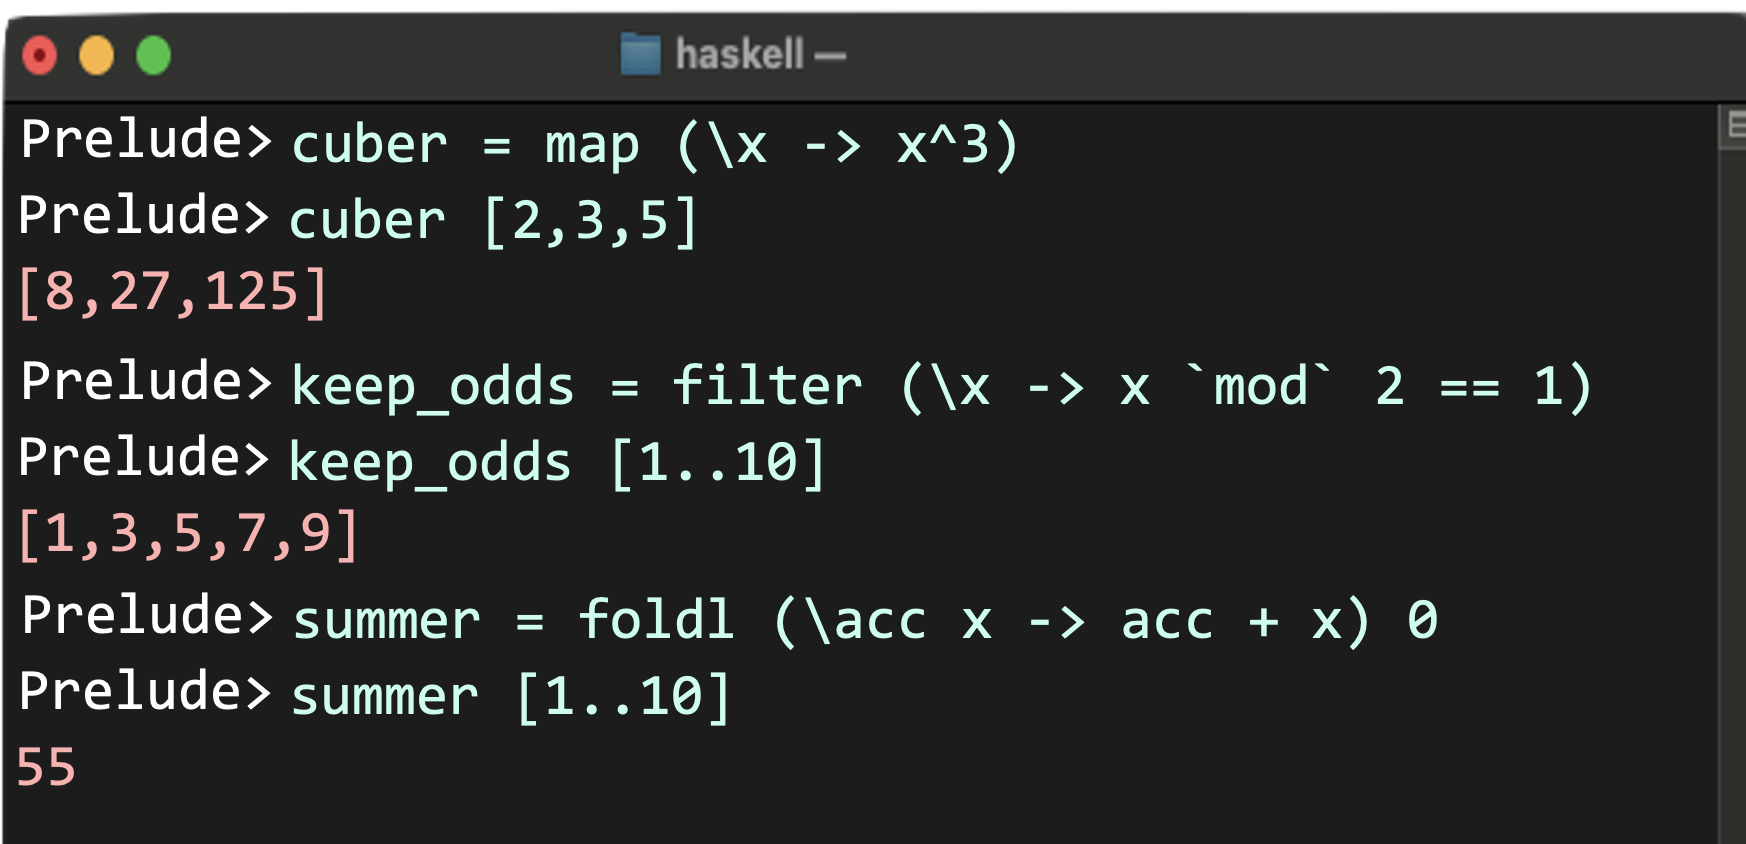 haskell —
Prelude> cuber = map (\x -> x^3)
Prelude> cuber [2,3,5]
[8,27,125]
Prelude> keep_odds = filter (\x -> x `mod` 2 == 1)
Prelude> keep_odds [1..10]
[1,3,5,7,9]
Prelude> summer = foldl (\acc x -> acc + x) 0
Prelude> summer [1..10]
55